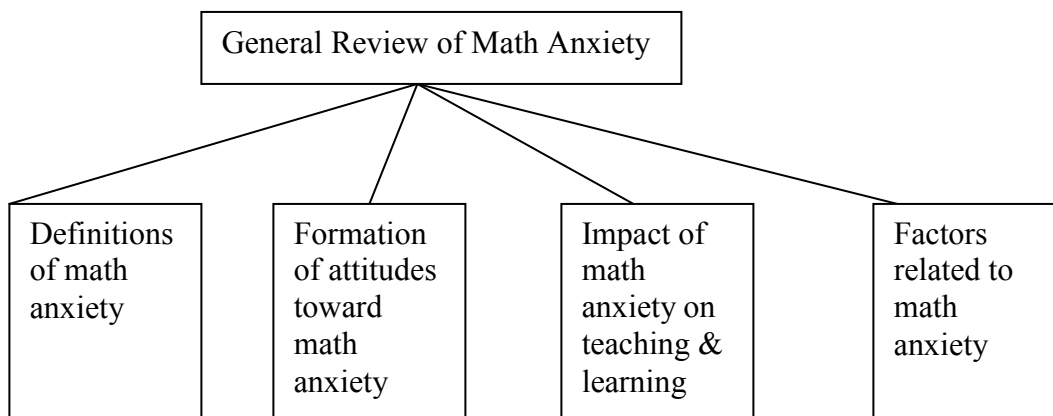 General Review of Math Anxiety
Definitions
of math
anxiety
Formation
of attitudes
toward
math
anxiety
Impact of
math
anxiety on
teaching &
learning
Factors
related to
math
anxiety